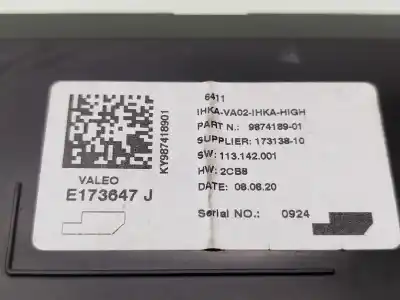 6411
IHKA-VA02-IHKA-HIGH
PART N.: 9874189-01
SUPPLIER: 173138-10
SW: 113.142.001
HW: 2CB8
DATE: 08.06.20
Serial NO.: 0924
KY987418901
VALEO
E173647 J